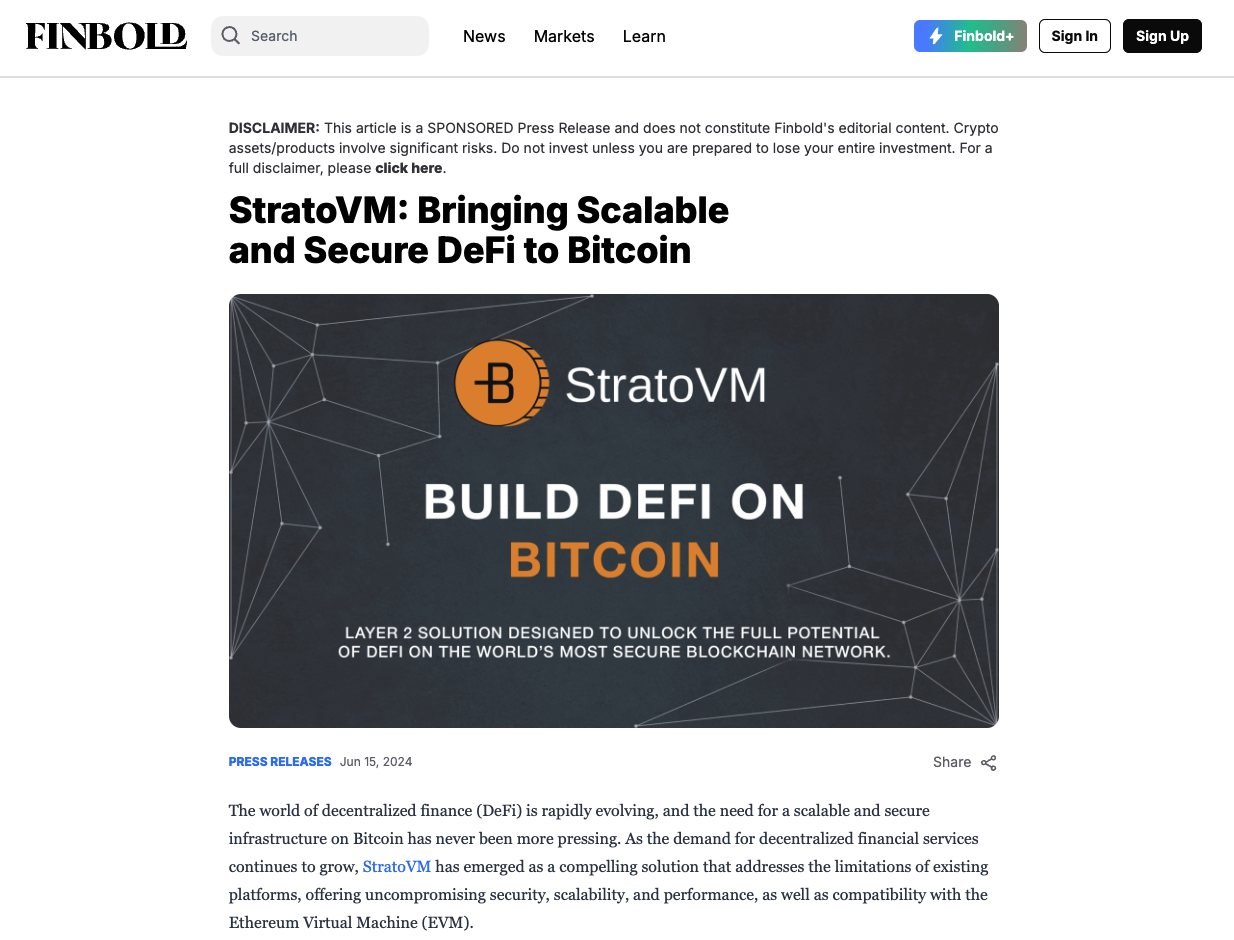 FINBOLD
Search
News
Markets
Learn
Finbold+
Sign In
Sign Up
DISCLAIMER: This article is a SPONSORED Press Release and does not constitute Finbold's editorial content. Crypto
assets/products involve significant risks. Do not invest unless you are prepared to lose your entire investment. For a
full disclaimer, please click here.
StratoVM: Bringing Scalable
and Secure DeFi to Bitcoin
StratoVM
BUILD DEFI ON
BITCOIN
LAYER 2 SOLUTION DESIGNED TO UNLOCK THE FULL POTENTIAL
OF DEFI ON THE WORLD'S MOST SECURE BLOCKCHAIN NETWORK.
PRESS RELEASES Jun 15, 2024
Share
The world of decentralized finance (DeFi) is rapidly evolving, and the need for a scalable and secure
infrastructure on Bitcoin has never been more pressing. As the demand for decentralized financial services
continues to grow, StratoVM has emerged as a compelling solution that addresses the limitations of existing
platforms, offering uncompromising security, scalability, and performance, as well as compatibility with the
Ethereum Virtual Machine (EVM).